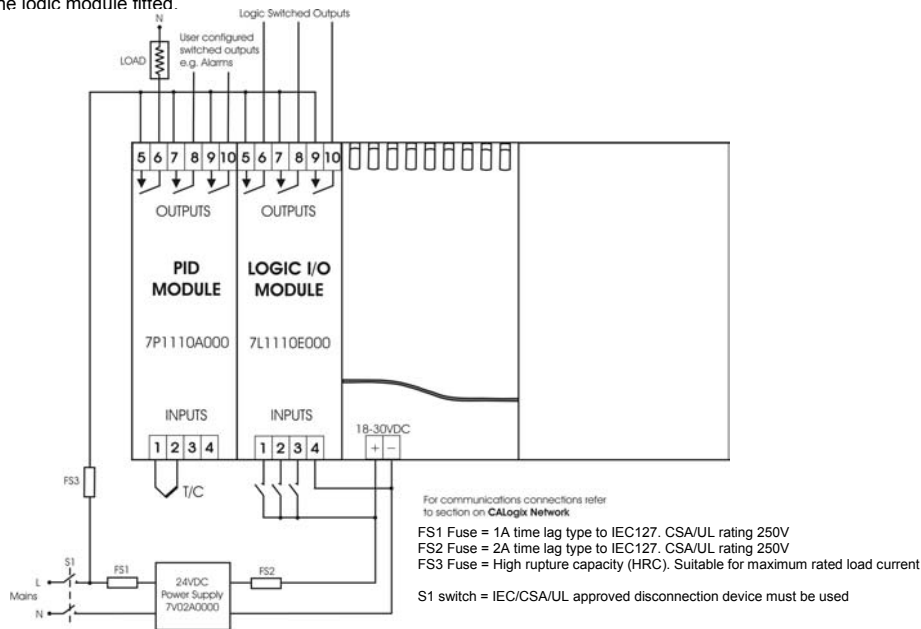 he logic module fitted.
Logic Switched Outputs
N
User configured
switched outputs
e.g. Alarms
LOAD
5 6 7 8 9 10 5 6 7 8 9 10
OUTPUTS OUTPUTS
PID
MODULE
LOGIC I/O
MODULE
7P1110A000 7L1110E000
INPUTS INPUTS
18-30VDC
1 2 3 4 1 2 3 4 + -
FS3
T/C
For communications connections refer
to section on CALogix Network
FS1 Fuse = 1A time lag type to IEC127. CSA/UL rating 250V
FS2 Fuse = 2A time lag type to IEC127. CSA/UL rating 250V
FS3 Fuse = High rupture capacity (HRC). Suitable for maximum rated load current
S1 switch = IEC/CSA/UL approved disconnection device must be used
S1 FS1 FS2
L
Mains
N
24VDC
Power Supply
7V02A0000